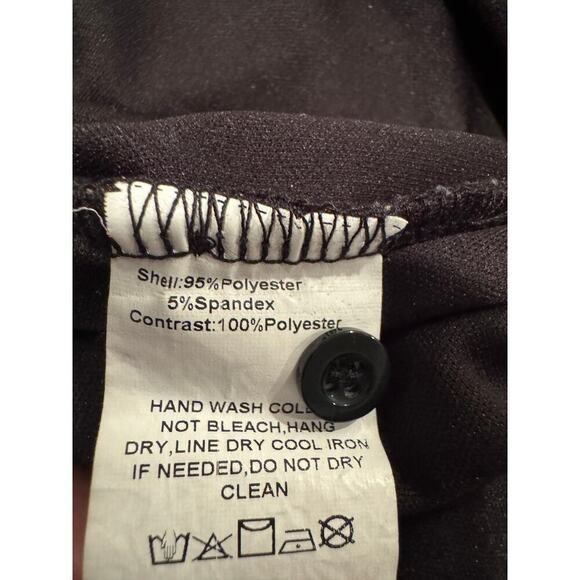 Shell:95%Polyester
5%Spandex
Contrast:100%Polyester
HAND WASH
NOT BLEACH,HANG
DRY,LINE DRY COOL IRON
IF NEEDED,DO NOT DRY
CLEAN